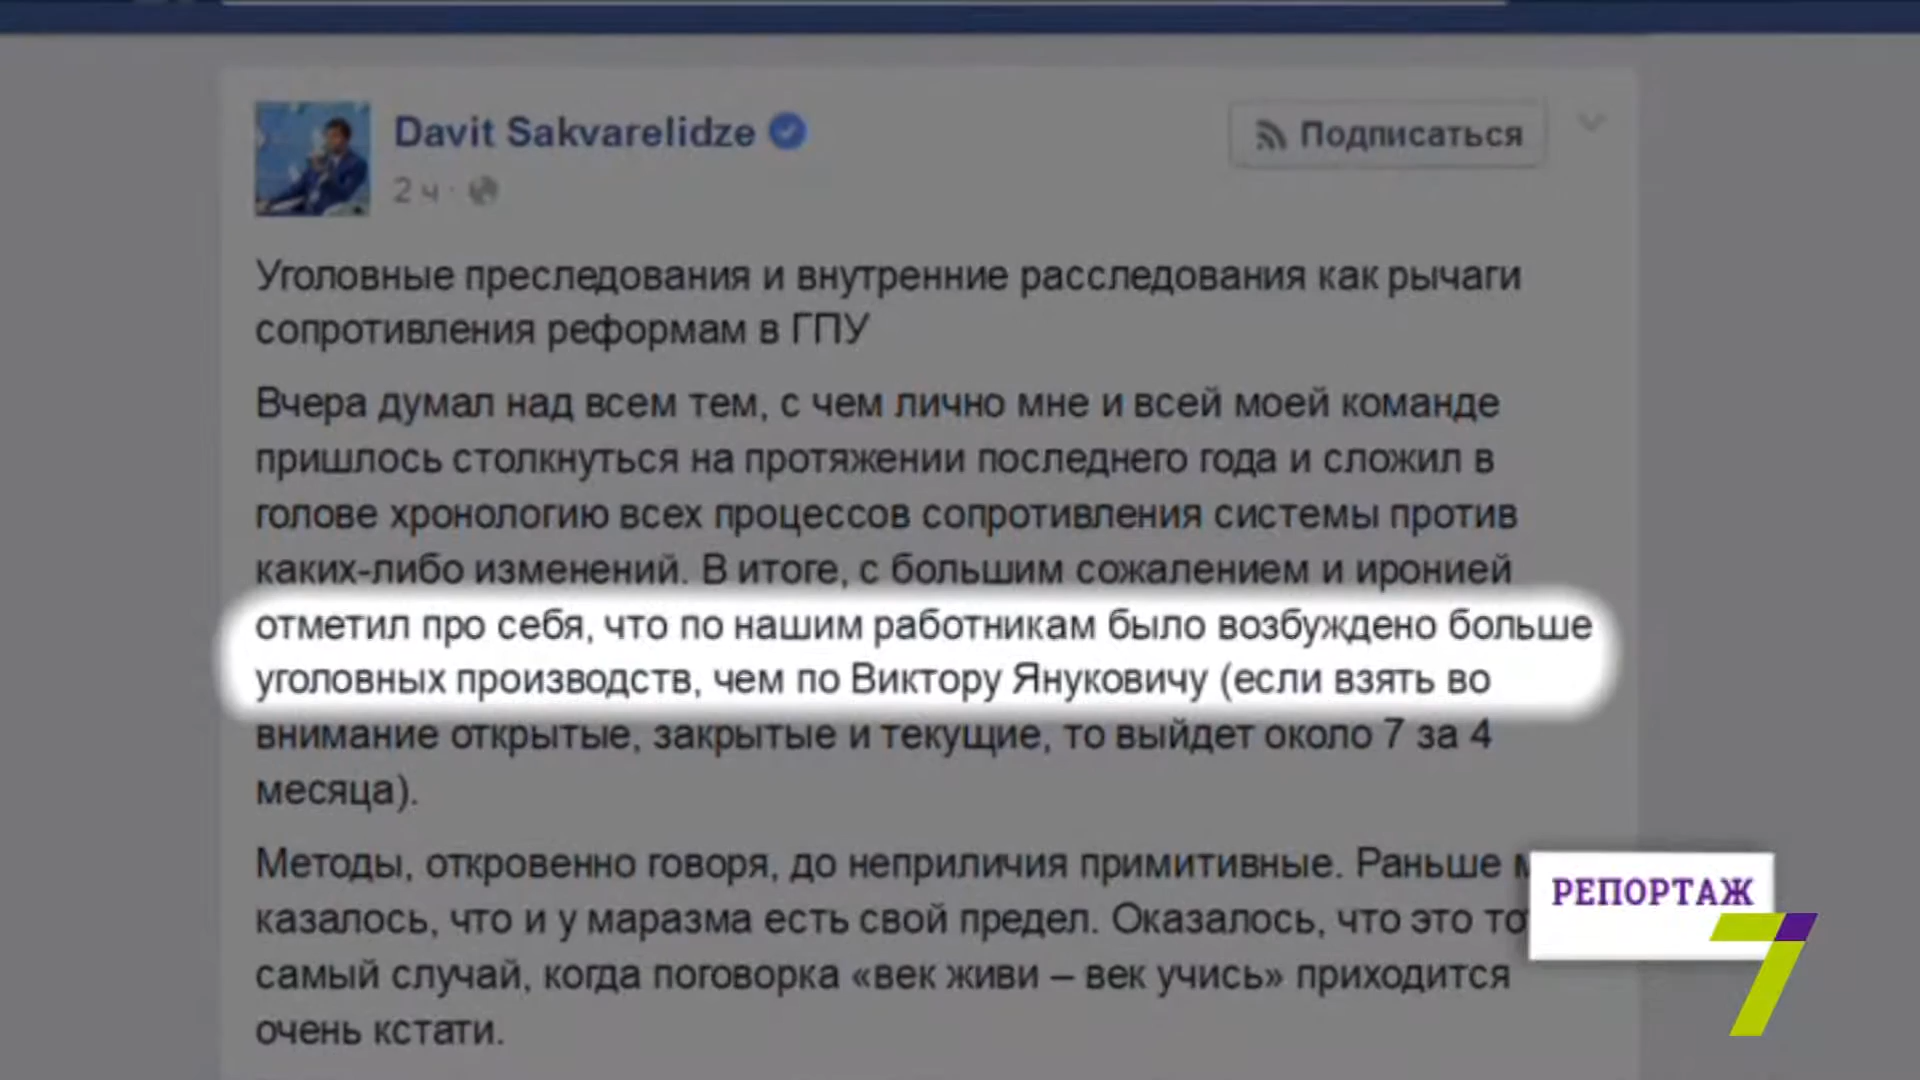 Davit Sakvarelidze
Подписаться
2 ч
Уголовные преследования и внутренние расследования как рычаги
сопротивления реформам в ГПУ
Вчера думал над всем тем, с чем лично мне и всей моей команде
пришлось столкнуться на протяжении последнего года и сложил в
голове хронологию всех процессов сопротивления системы против
каких-либо изменений. В итоге, с большим сожалением и иронией
отметил про себя, что по нашим работникам было возбуждено больше
уголовных производств, чем по Виктору Януковичу (если взять во
внимание открытые, закрытые и текущие, то выйдет около 7 за 4
месяца).
Методы, откровенно говоря, до неприличия примитивные. Раньше
казалось, что и у маразма есть свой предел. Оказалось, что это
самый случай, когда поговорка «век живи – век учись» приходится
очень кстати.
РЕПОРТАЖ
7